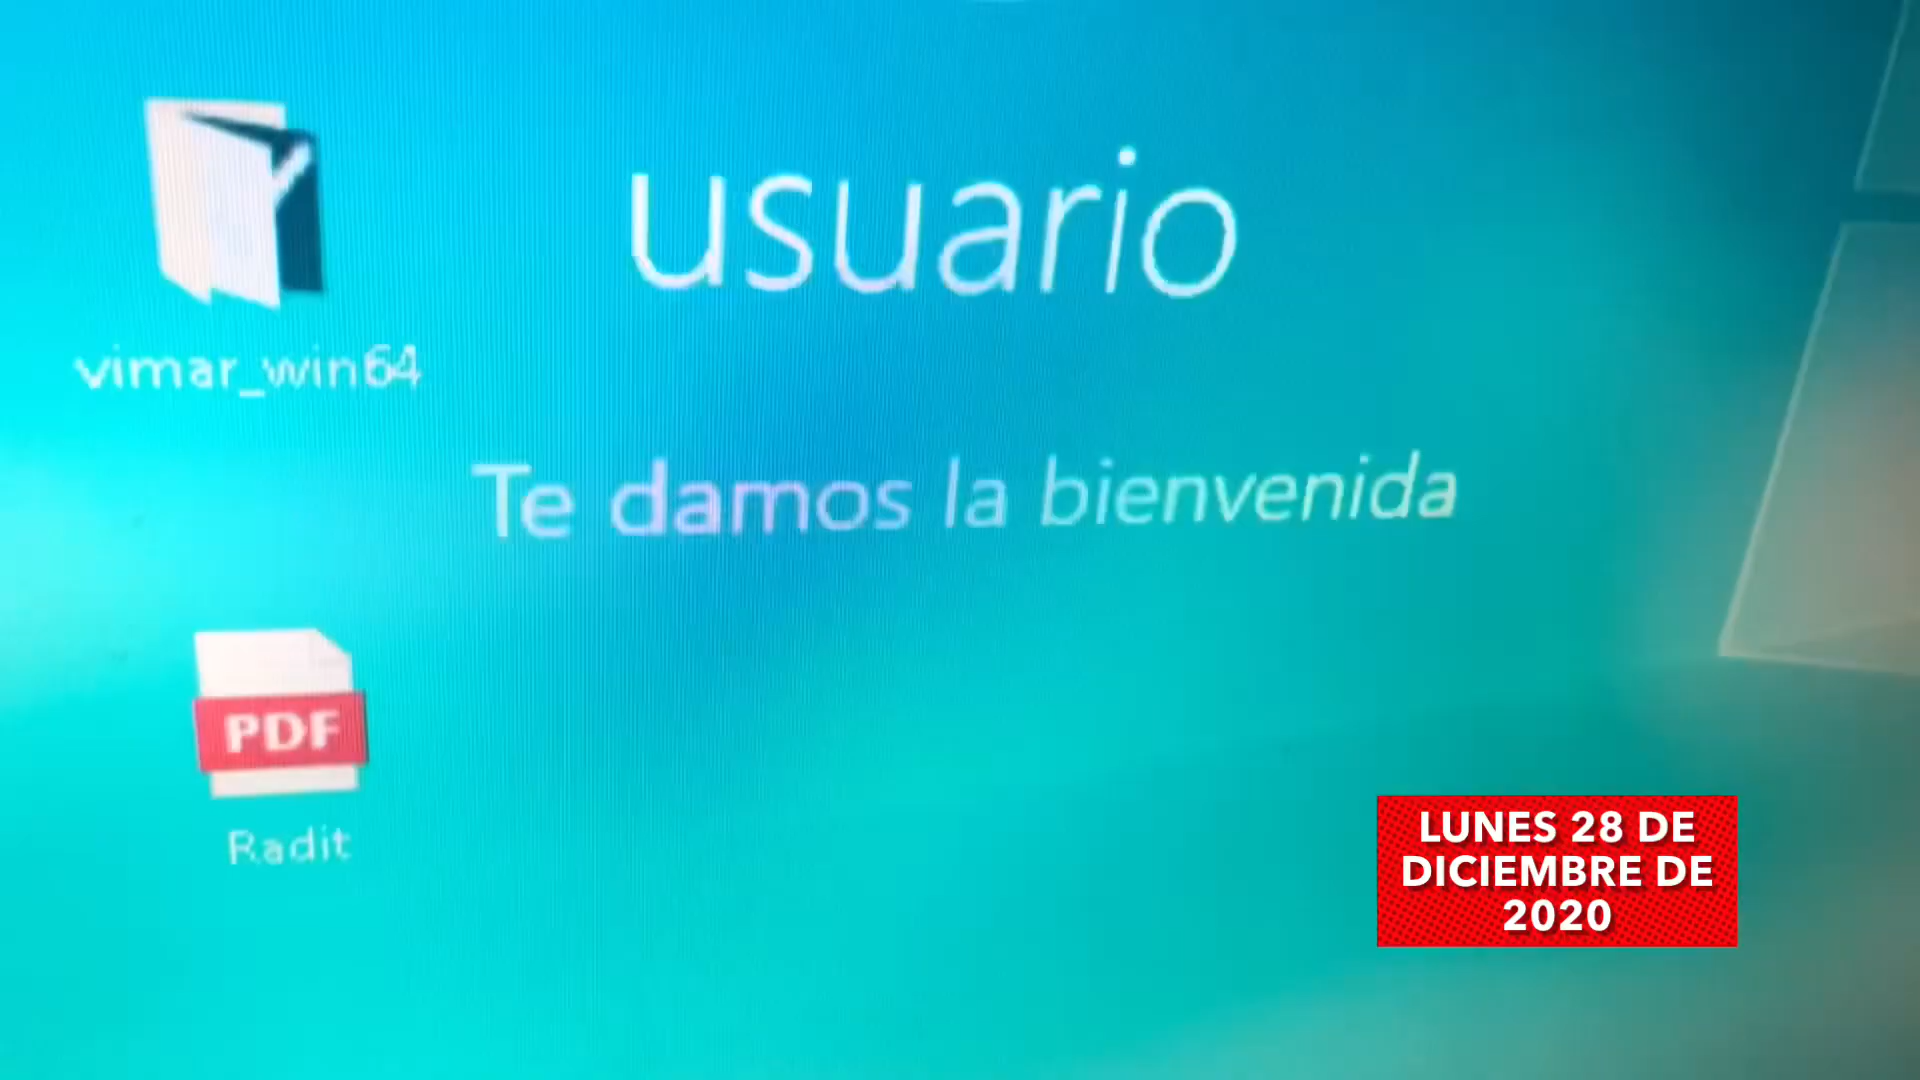 usuario
vimar_win64
Te damos la bienvenida
PDF
Radit
LUNES 28 DE
DICIEMBRE DE
2020